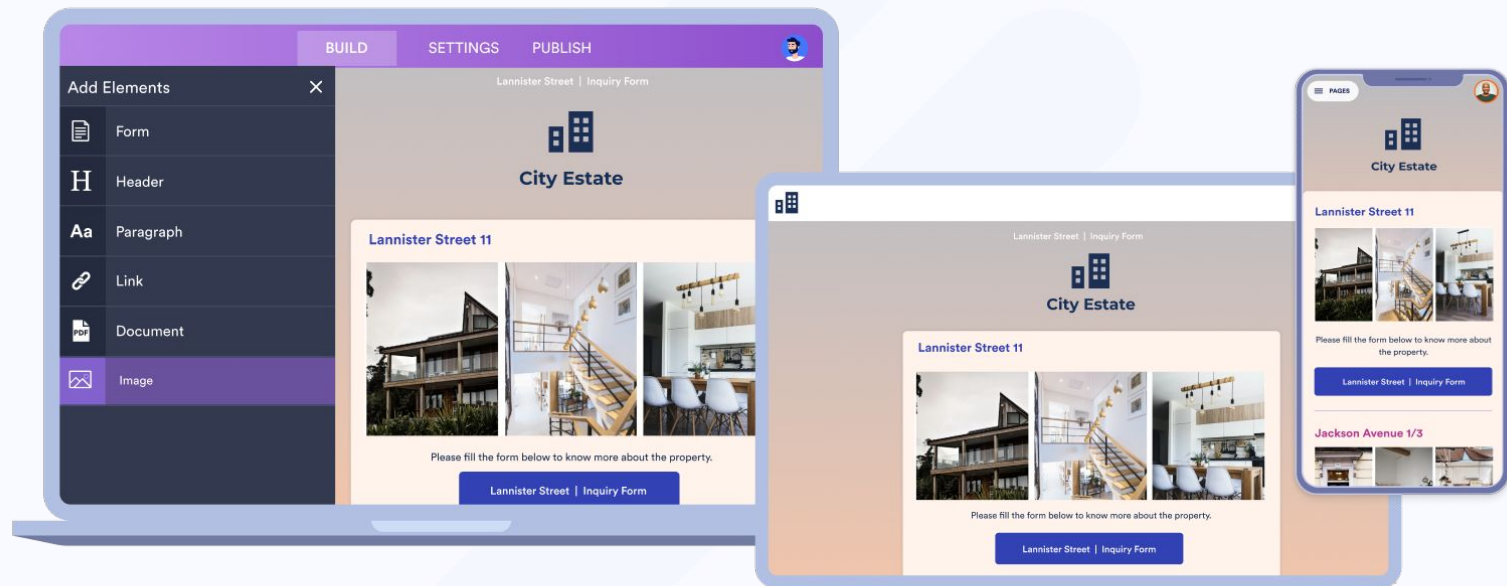 BUILD SETTINGS PUBLISH
Add Elements
Form
H Header
Aa Paragraph
Link
PDF Document
Image
Lannister Street | Inquiry Form
City Estate
Lannister Street 11
Please fill the form below to know more about the property.
Lannister Street | Inquiry Form
Lannister Street | Inquiry Form
City Estate
Lannister Street 11
Please fill the form below to know more about the property.
Lannister Street | Inquiry Form
PAGES
City Estate
Lannister Street 11
Please fill the form below to know more about
the property.
Lannister Street | Inquiry Form
Jackson Avenue 1/3